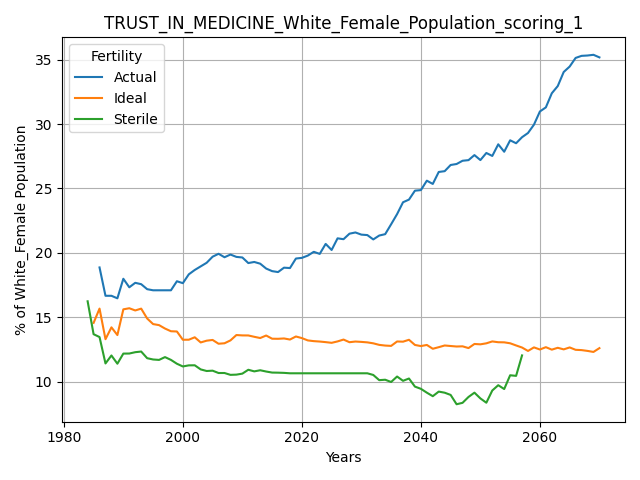 TRUST_IN_MEDICINE_White_Female_Population_scoring_1
Fertility
Actual
Ideal
Sterile
% of White_Female Population
35
30
25
20
15
10
1980
2000
2020
2040
2060
Years